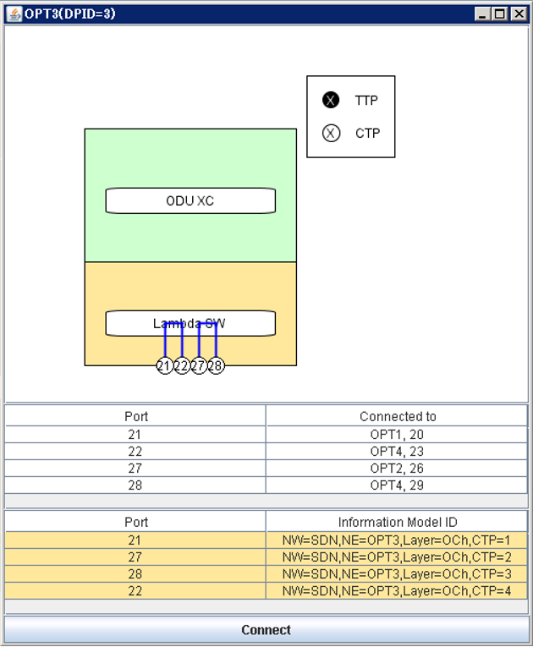 OPT3(DPID=3)
X TTP
X CTP
ODU XC
Lambda SW
21 22 27 28
Port Connected to
21 OPT1, 20
22 OPT4, 23
27 OPT2, 26
28 OPT4, 29
Port Information Model ID
21 NW=SDN,NE=OPT3,Layer=OCh,CTP=1
27 NW=SDN,NE=OPT3,Layer=OCh,CTP=2
28 NW=SDN,NE=OPT3,Layer=OCh,CTP=3
22 NW=SDN,NE=OPT3,Layer=OCh,CTP=4
Connect